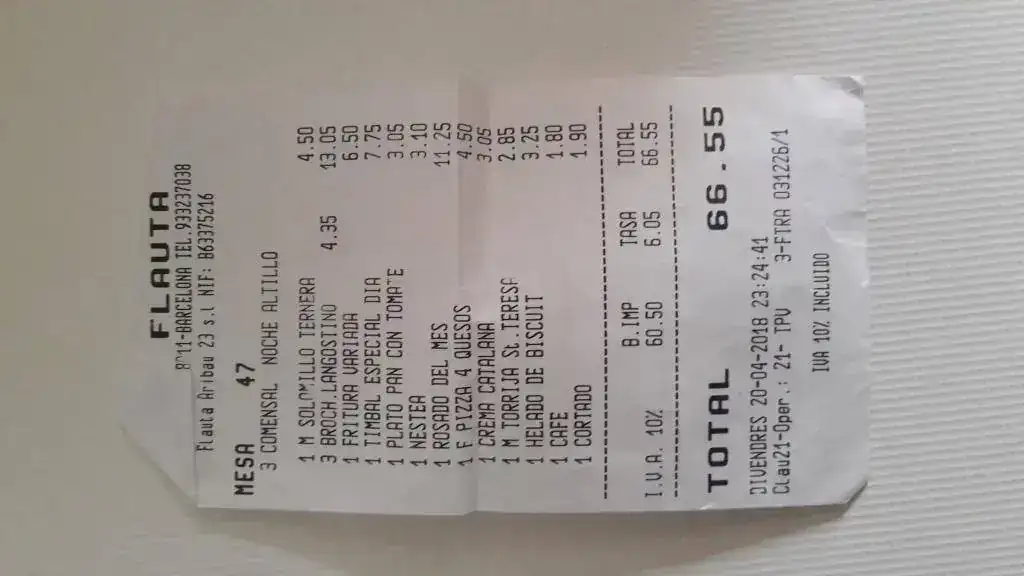 FLAUTA
8011-BARCELONA TEL.933237038
Flauta Aribau 23 s.l NIF: B63375216
MESA 47
3 COMENSAL NOCHE ALTILLO
1 M SOLOMILLO TERNERA 4.50
3 BROCH.LANGOSTINO 4.35 13.05
1 FRITURA VARIADA 6.50
1 TIMBAL ESPECIAL DIA 7.75
1 PLATO PAN CON TOMATE 3.05
1 NESTEA 3.10
1 ROSADO DEL MES 11.25
1 F PIZZA 4 QUESOS 4.50
1 CREMA CATALANA 3.05
1 M TORRIJA St.TERESA 2.85
1 HELADO DE BISCUIT 3.25
1 CAFE 1.80
1 CORTADO 1.90
B.IMP TASA TOTAL
I.V.A. 10% 60.50 6.05 66.55
TOTAL 66.55
DIVENDRES 20-04-2018 23:24:41
Clau21-Oper.: 21- TPV 3-FTRA 031226/1
IVA 10% INCLUIDO